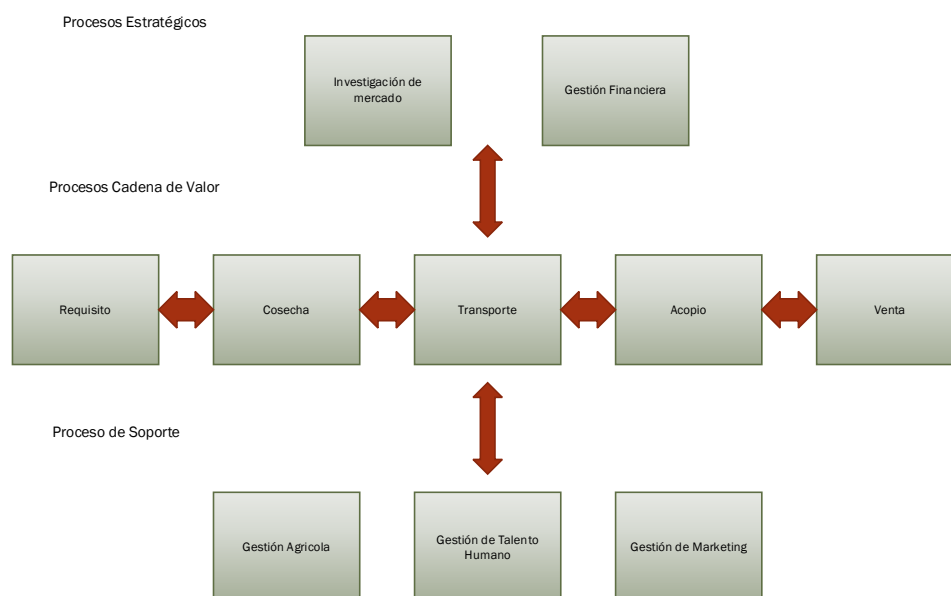 Procesos Estratégicos
Investigación de
mercado
Gestión Financiera
Procesos Cadena de Valor
Requisito
Cosecha
Transporte
Acopio
Venta
Proceso de Soporte
Gestión Agricola
Gestión de Talento
Humano
Gestión de Marketing